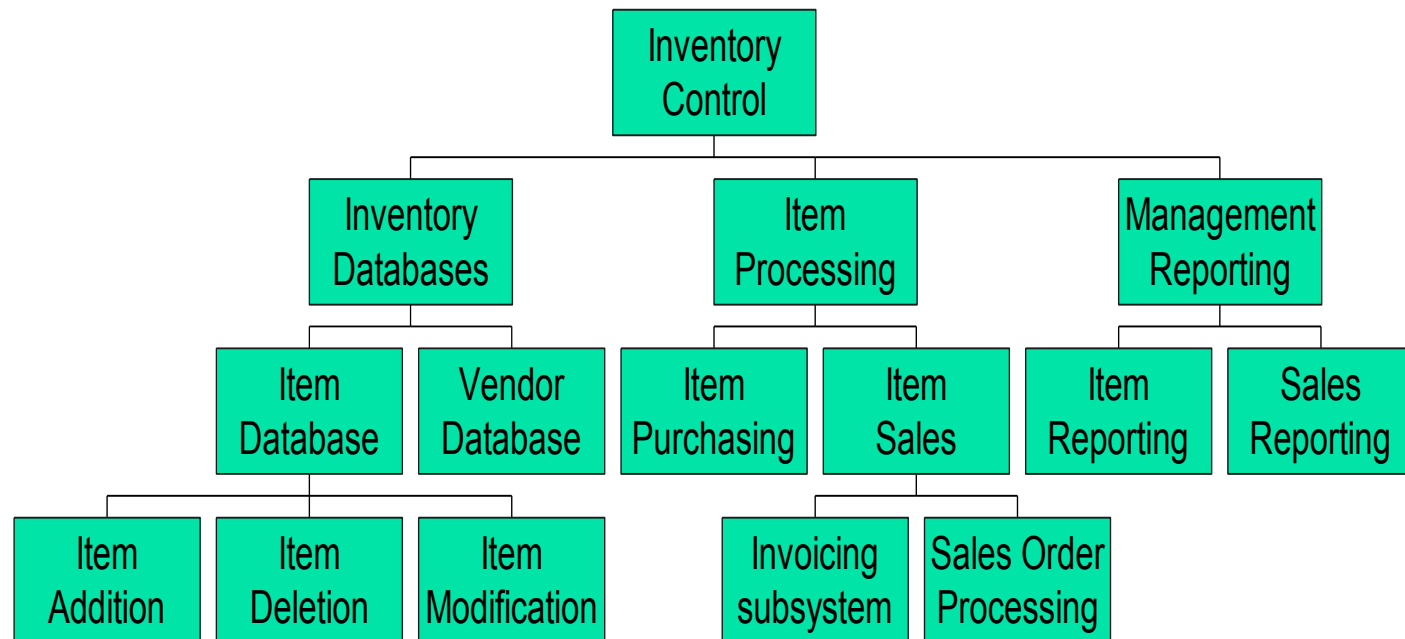 Inventory
Control
Inventory
Databases
Item
Processing
Management
Reporting
Item
Database
Vendor
Database
Item
Purchasing
Item
Sales
Item
Reporting
Sales
Reporting
Item
Addition
Item
Deletion
Item
Modification
Invoicing
subsystem
Sales Order
Processing